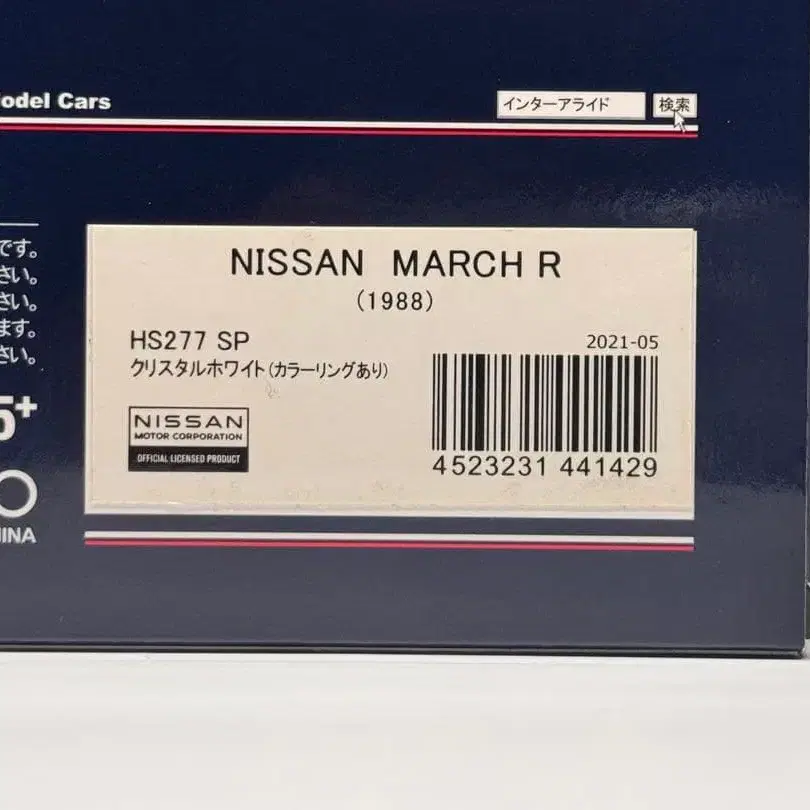 odel Cars
インターアライド 検索
です。
さい。
さい。
ます。
さい。
5+
INA
NISSAN MARCH R
(1988)
HS277 SP
2021-05
クリスタルホワイト(カラーリングあり)
NISSAN
MOTOR CORPORATION
OFFICIAL LICENSED PRODUCT
4523231 441429